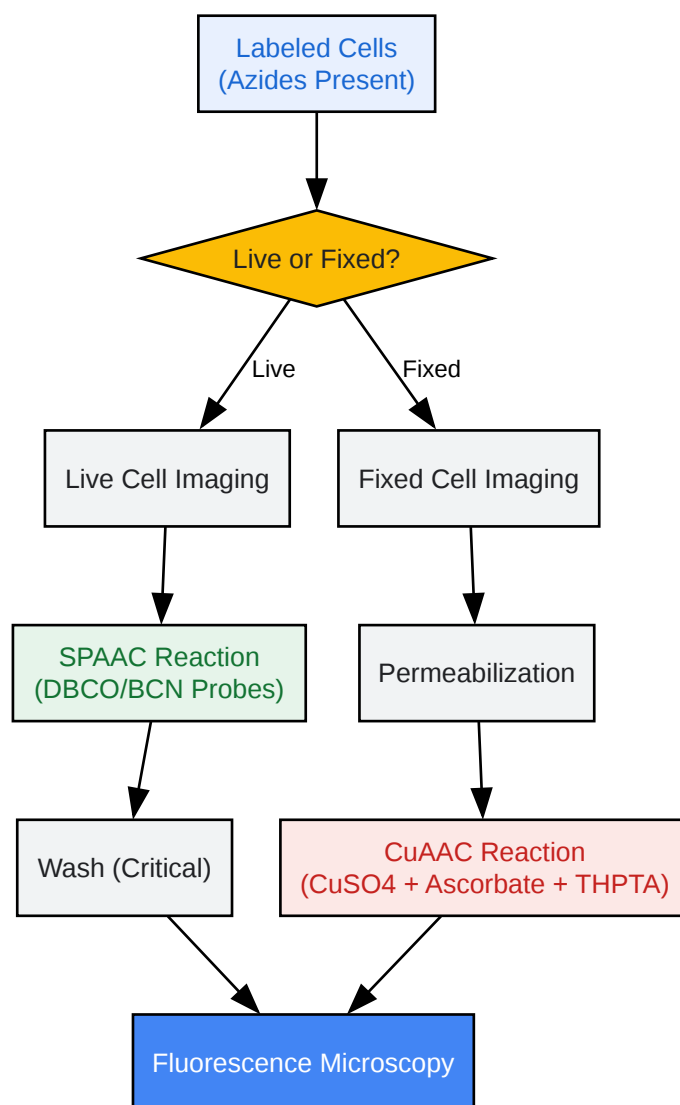 Labeled Cells
(Azides Present)
Live or Fixed?
Live
Fixed
Live Cell Imaging
Fixed Cell Imaging
SPAAC Reaction
(DBCO/BCN Probes)
Permeabilization
Wash (Critical)
CuAAC Reaction
(CuSO4 + Ascorbate + THPTA)
Fluorescence Microscopy